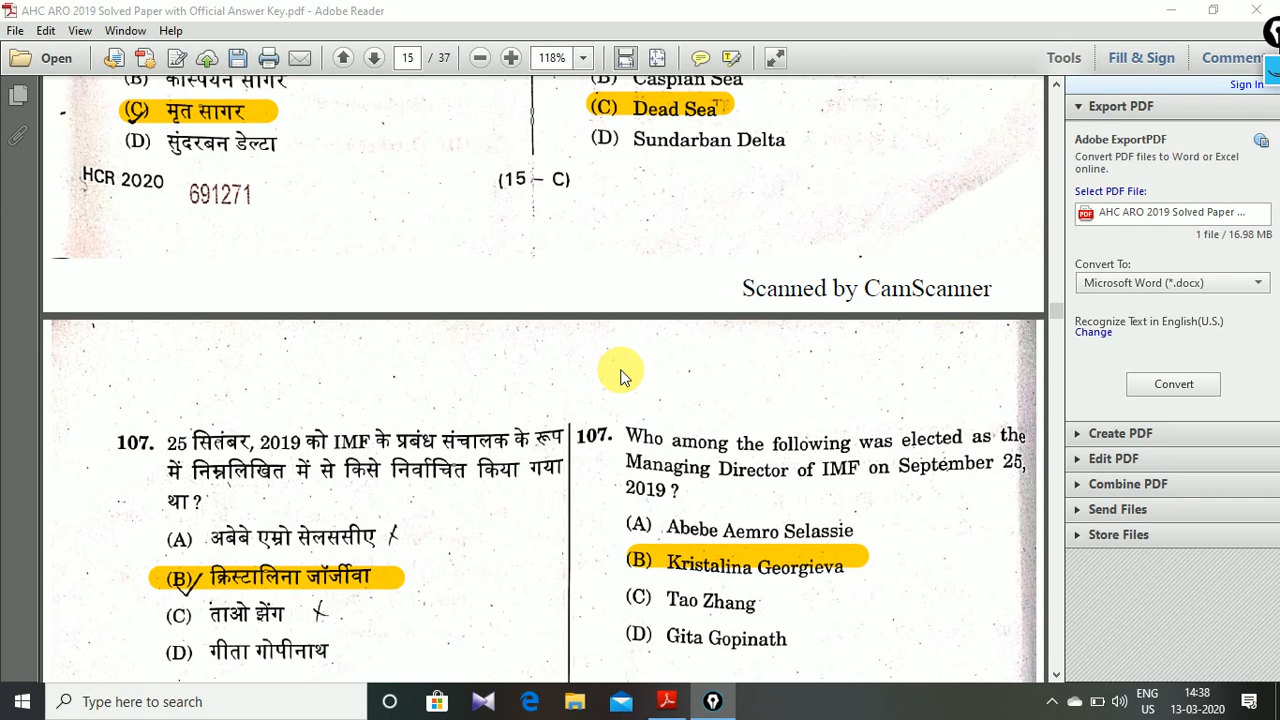 AHC ARO 2019 Solved Paper with Official Answer Key.pdf - Adobe Reader
File Edit View Window Help
Open 15 / 37 118% Tools Fill & Sign Comment
Sign In
(B) कास्पियन सागर
(C) मृत सागर
(D) सुंदरबन डेल्टा
(B) Caspian Sea
(C) Dead Sea
(D) Sundarban Delta
HCR 2020 691271 (15 – C)
Scanned by CamScanner
107. 25 सितंबर, 2019 को IMF के प्रबंध संचालक के रूप
में निम्नलिखित में से किसे निर्वाचित किया गया
था ?
(A) अबेबे एम्रो सेलससीए
(B) क्रिस्टालिना जॉर्जीवा
(C) ताओ झेंग
(D) गीता गोपीनाथ
107. Who among the following was elected as the
Managing Director of IMF on September 25,
2019 ?
(A) Abebe Aemro Selassie
(B) Kristalina Georgieva
(C) Tao Zhang
(D) Gita Gopinath
Export PDF
Adobe ExportPDF
Convert PDF files to Word or Excel
online.
Select PDF File:
AHC ARO 2019 Solved Paper ...
1 file / 16.98 MB
Convert To:
Microsoft Word (*.docx)
Recognize Text in English(U.S.)
Change
Convert
Create PDF
Edit PDF
Combine PDF
Send Files
Store Files
Type here to search
ENG
US
14:38
13-03-2020